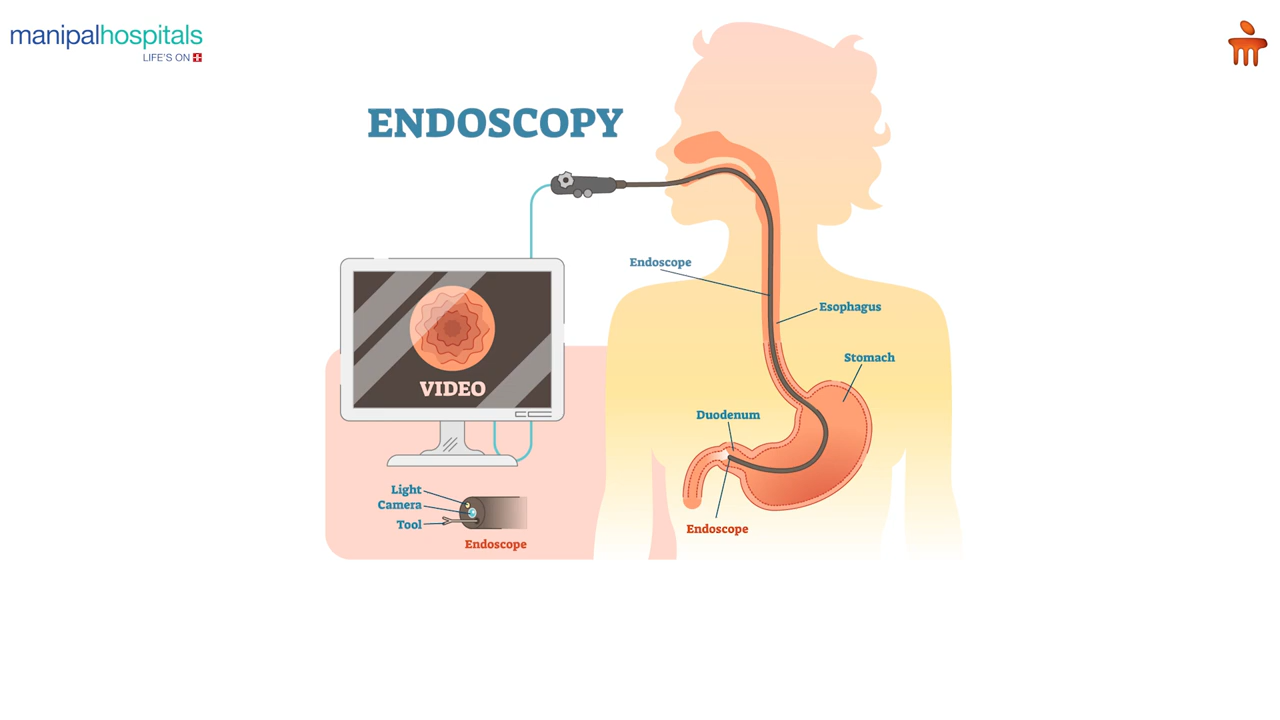 manipalhospitals
LIFE'S ON
ENDOSCOPY
Endoscope
Esophagus
Stomach
Duodenum
VIDEO
Light
Camera
Tool
Endoscope
Endoscope